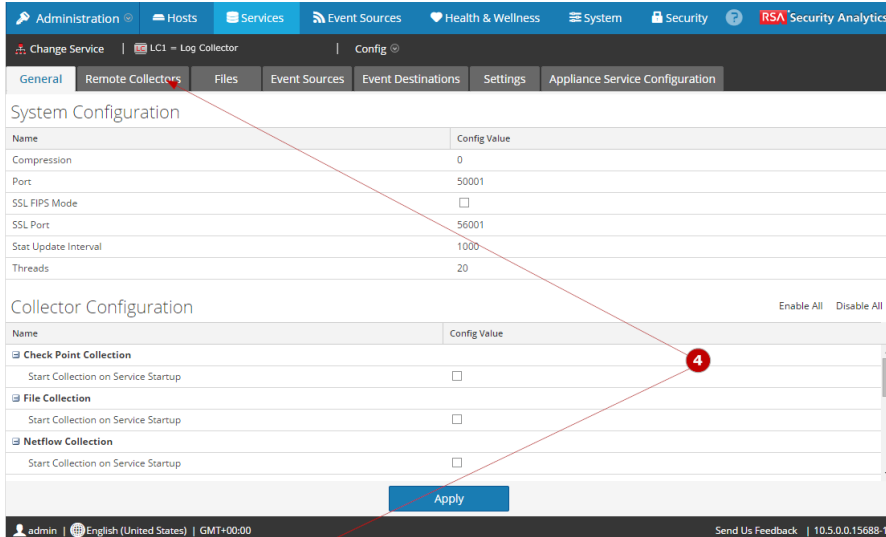 Administration Hosts Services Event Sources Health & Wellness System Security ? RSA Security Analytics
Change Service | LC LC1 = Log Collector | Config
General Remote Collectors Files Event Sources Event Destinations Settings Appliance Service Configuration
System Configuration
Name Config Value
Compression 0
Port 50001
SSL FIPS Mode
SSL Port 56001
Stat Update Interval 1000
Threads 20
Collector Configuration Enable All Disable All
Name Config Value
Check Point Collection
4
Start Collection on Service Startup
File Collection
Start Collection on Service Startup
Netflow Collection
Start Collection on Service Startup
Apply
admin | English (United States) | GMT+00:00 Send Us Feedback | 10.5.0.0.15688-1